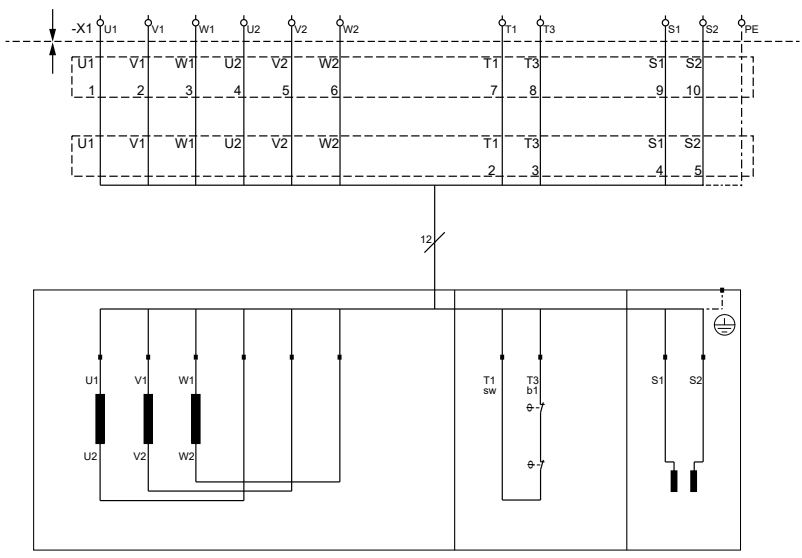 -X1 U1 V1 W1 U2 V2 W2 T1 T3 S1 S2 PE
U1 V1 W1 U2 V2 W2 T1 T3 S1 S2
1 2 3 4 5 6 7 8 9 10
U1 V1 W1 U2 V2 W2 T1 T3 S1 S2
2 3 4 5
12
U1 V1 W1 T1 T3 S1 S2
sw b1
U2 V2 W2